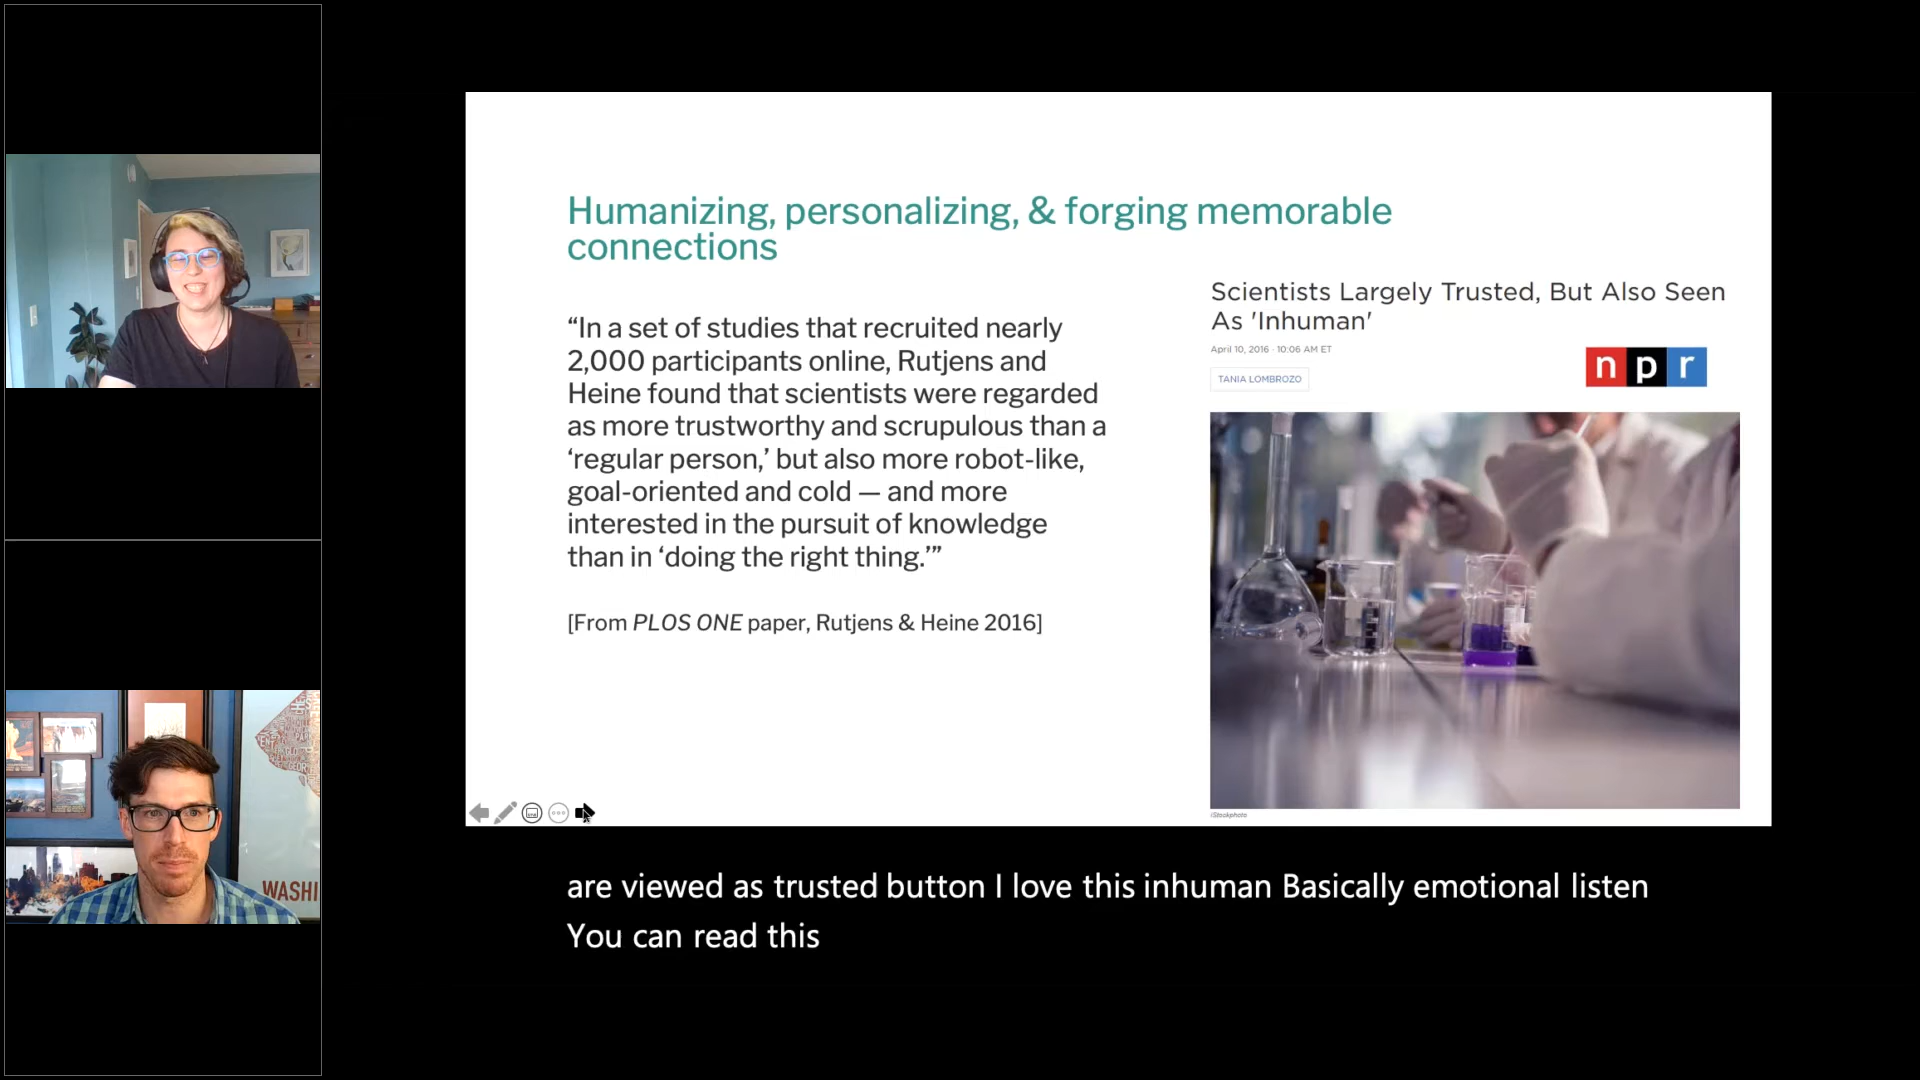 Humanizing, personalizing, & forging memorable
connections
“In a set of studies that recruited nearly
2,000 participants online, Rutjens and
Heine found that scientists were regarded
as more trustworthy and scrupulous than a
‘regular person,’ but also more robot-like,
goal-oriented and cold — and more
interested in the pursuit of knowledge
than in ‘doing the right thing.’”
[From PLOS ONE paper, Rutjens & Heine 2016]
Scientists Largely Trusted, But Also Seen
As 'Inhuman'
April 10, 2016 · 10:06 AM ET
TANIA LOMBROZO
npr
iStockphoto
WASHI
are viewed as trusted button I love this inhuman Basically emotional listen
You can read this